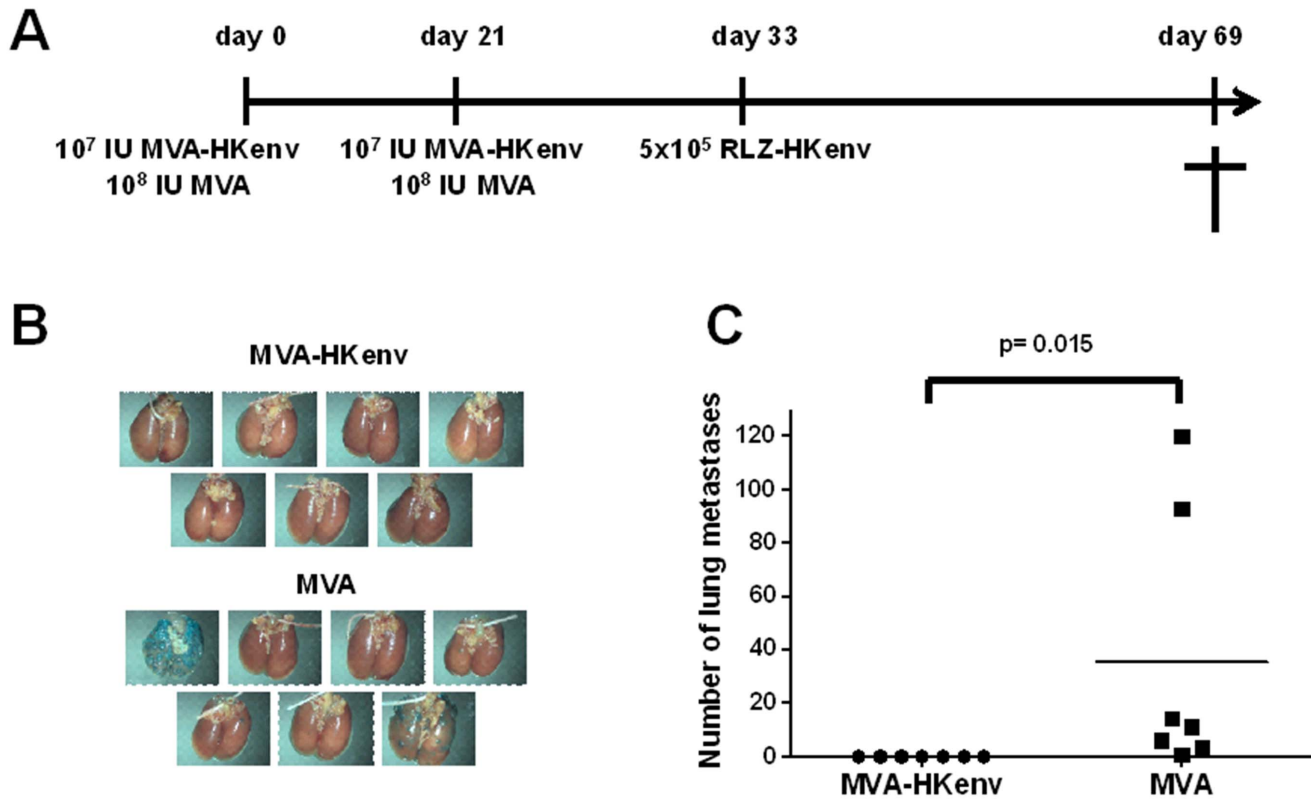 A
day 0 day 21 day 33 day 69
10⁷ IU MVA-HKenv 10⁷ IU MVA-HKenv 5x10⁵ RLZ-HKenv
10⁸ IU MVA 10⁸ IU MVA
B
MVA-HKenv
MVA
C
p= 0.015
Number of lung metastases
120
100
80
60
40
20
0
MVA-HKenv MVA